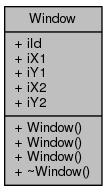 Window
+ iId
+ iX1
+ iY1
+ iX2
+ iY2
+ Window()
+ Window()
+ Window()
+ ~Window()